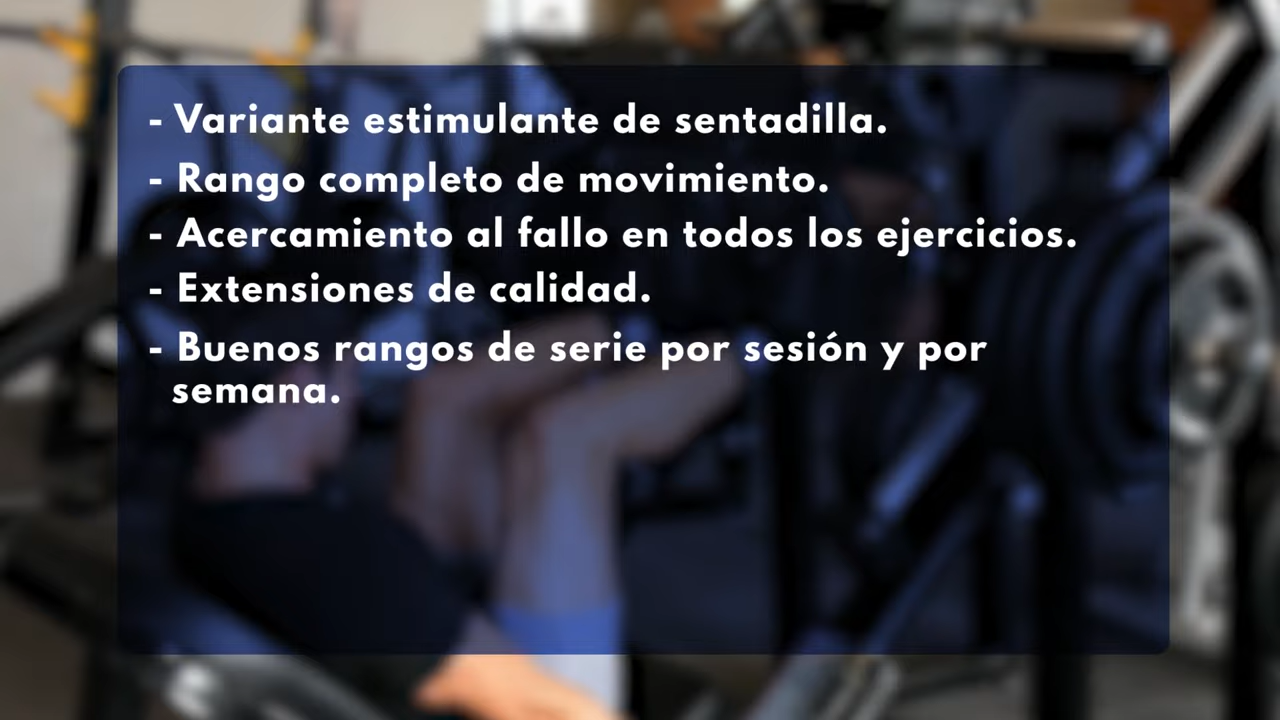 - Variante estimulante de sentadilla.
- Rango completo de movimiento.
- Acercamiento al fallo en todos los ejercicios.
- Extensiones de calidad.
- Buenos rangos de serie por sesión y por
semana.